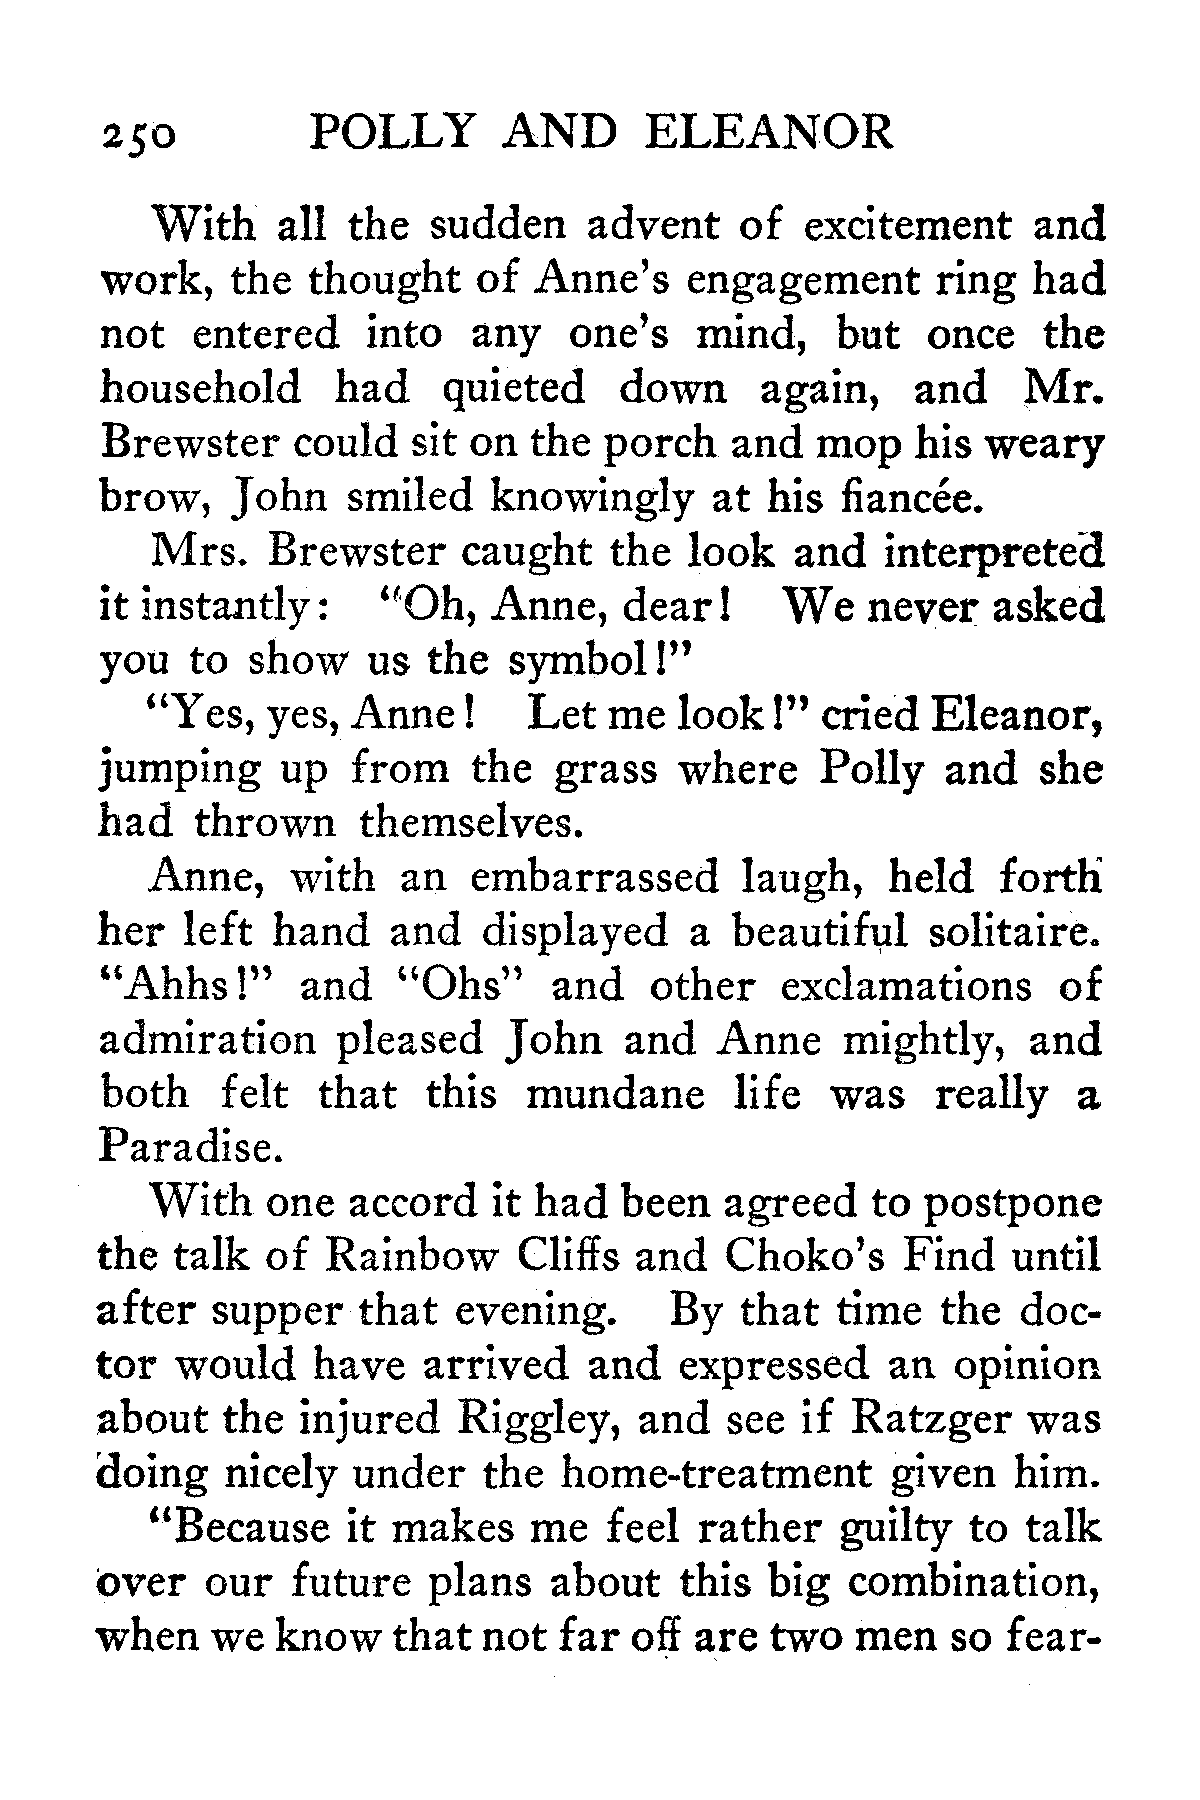 250 POLLY AND ELEANOR
With all the sudden advent of excitement and
work, the thought of Anne's engagement ring had
not entered into any one's mind, but once the
household had quieted down again, and Mr.
Brewster could sit on the porch and mop his weary
brow, John smiled knowingly at his fiancée.
Mrs. Brewster caught the look and interpreted
it instantly: "Oh, Anne, dear! We never asked
you to show us the symbol!"
"Yes, yes, Anne! Let me look!" cried Eleanor,
jumping up from the grass where Polly and she
had thrown themselves.
Anne, with an embarrassed laugh, held forth
her left hand and displayed a beautiful solitaire.
"Ahhs!" and "Ohs" and other exclamations of
admiration pleased John and Anne mightly, and
both felt that this mundane life was really a
Paradise.
With one accord it had been agreed to postpone
the talk of Rainbow Cliffs and Choko's Find until
after supper that evening. By that time the doc-
tor would have arrived and expressed an opinion
about the injured Riggley, and see if Ratzger was
doing nicely under the home-treatment given him.
"Because it makes me feel rather guilty to talk
over our future plans about this big combination,
when we know that not far off are two men so fear-